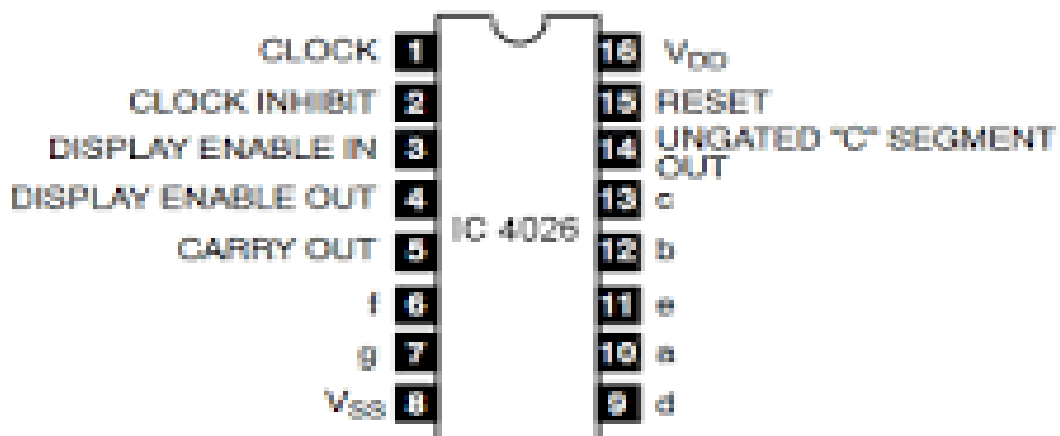 CLOCK 1 16 VDD
CLOCK INHIBIT 2 15 RESET
DISPLAY ENABLE IN 3 14 UNGATED "C" SEGMENT
OUT
DISPLAY ENABLE OUT 4 13 c
IC 4026
CARRY OUT 5 12 b
f 6 11 e
g 7 10 a
VSS 8 9 d